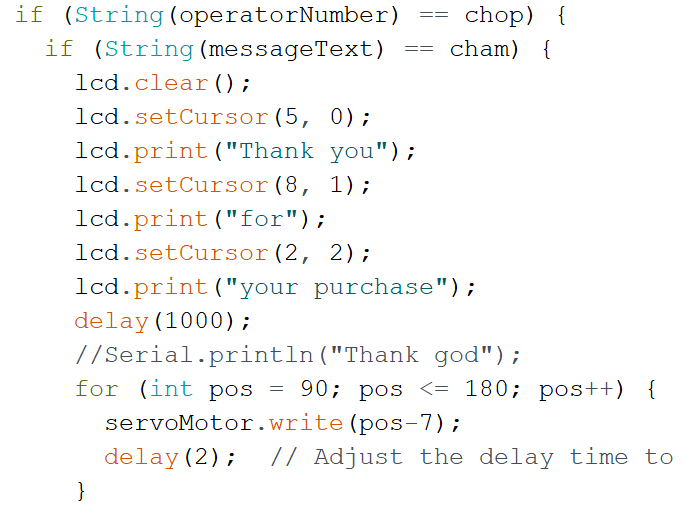 if (String(operatorNumber) == chop) {
if (String(messageText) == cham) {
lcd.clear();
lcd.setCursor(5, 0);
lcd.print("Thank you");
lcd.setCursor(8, 1);
lcd.print("for");
lcd.setCursor(2, 2);
lcd.print("your purchase");
delay(1000);
//Serial.println("Thank god");
for (int pos = 90; pos <= 180; pos++) {
servoMotor.write(pos-7);
delay(2);  // Adjust the delay time to
}